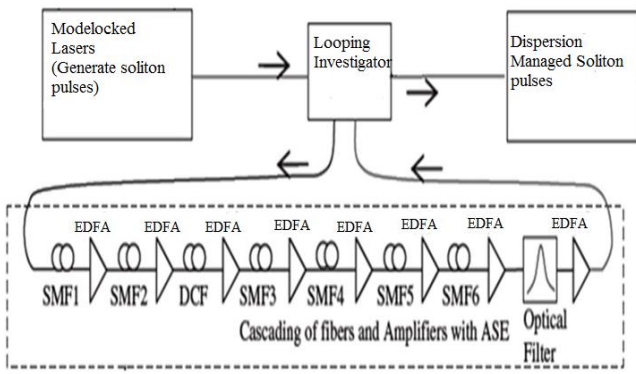 Modelocked
Lasers
(Generate soliton
pulses)
Looping
Investigator
Dispersion
Managed Soliton
pulses
EDFA EDFA EDFA EDFA EDFA EDFA EDFA EDFA
SMF1 SMF2 DCF SMF3 SMF4 SMF5 SMF6
Optical
Filter
Cascading of fibers and Amplifiers with ASE